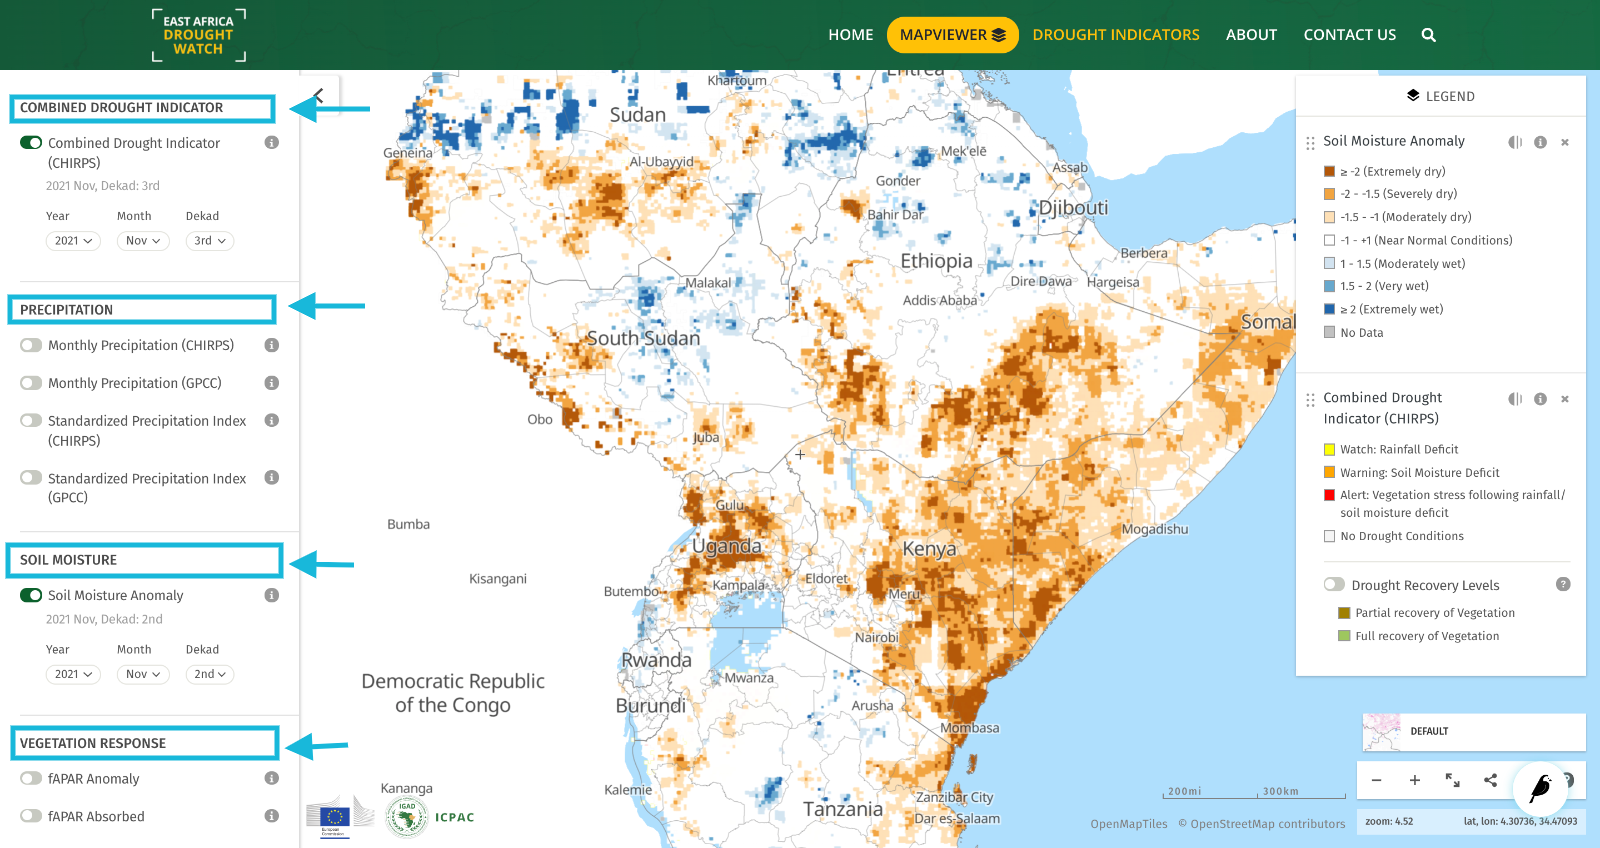 EAST AFRICA
DROUGHT
WATCH
HOME
MAPVIEWER
DROUGHT INDICATORS
ABOUT
CONTACT US
COMBINED DROUGHT INDICATOR
Combined Drought Indicator
(CHIRPS)
2021 Nov, Dekad: 3rd
Year Month Dekad
2021 Nov 3rd
PRECIPITATION
Monthly Precipitation (CHIRPS)
Monthly Precipitation (GPCC)
Standardized Precipitation Index
(CHIRPS)
Standardized Precipitation Index
(GPCC)
SOIL MOISTURE
Soil Moisture Anomaly
2021 Nov, Dekad: 2nd
Year Month Dekad
2021 Nov 2nd
VEGETATION RESPONSE
fAPAR Anomaly
fAPAR Absorbed
Eritrea
Khartoum
Sudan
Geneina
Al-Ubayyid
Mek'elē
Assab
Gonder
Bahir Dar
Djibouti
Ethiopia
Berbera
Malakal
Dire Dawa
Hargeisa
Addis Ababa
South Sudan
Somal
Obo
Juba
Gulu
Bumba
Uganda
Kenya
Mogadishu
Kisangani
Butembo
Kampala
Eldoret
Meru
Nairobi
Rwanda
Mwanza
Democratic Republic
of the Congo
Burundi
Arusha
Mombasa
Kananga
Kalemie
Tanzania
Zanzibar City
Dar es-Salaam
European
Commission
IGAD
ICPAC
200mi
300km
OpenMapTiles © OpenStreetMap contributors
LEGEND
Soil Moisture Anomaly
≥ -2 (Extremely dry)
-2 - -1.5 (Severely dry)
-1.5 - -1 (Moderately dry)
-1 - +1 (Near Normal Conditions)
1 - 1.5 (Moderately wet)
1.5 - 2 (Very wet)
≥ 2 (Extremely wet)
No Data
Combined Drought
Indicator (CHIRPS)
Watch: Rainfall Deficit
Warning: Soil Moisture Deficit
Alert: Vegetation stress following rainfall/
soil moisture deficit
No Drought Conditions
Drought Recovery Levels
Partial recovery of Vegetation
Full recovery of Vegetation
DEFAULT
zoom: 4.52
lat, lon: 4.30736, 34.47093